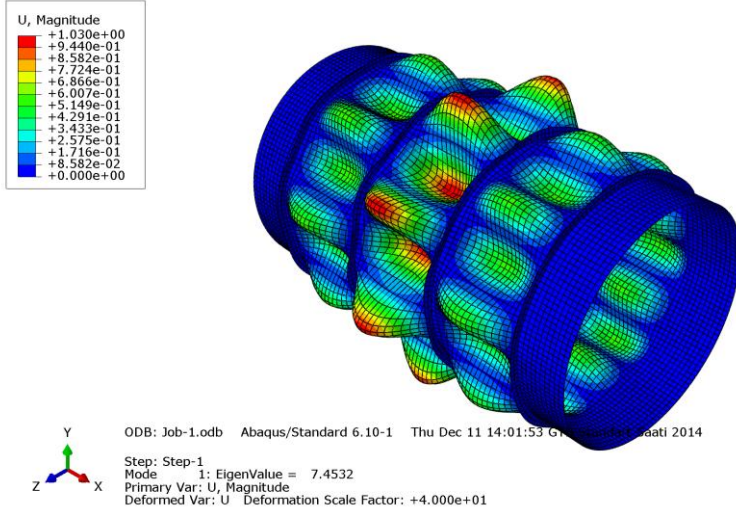 U, Magnitude
+1.030e+00
+9.440e-01
+8.582e-01
+7.724e-01
+6.866e-01
+6.007e-01
+5.149e-01
+4.291e-01
+3.433e-01
+2.575e-01
+1.716e-01
+8.582e-02
+0.000e+00
Y
Z X
ODB: Job-1.odb Abaqus/Standard 6.10-1 Thu Dec 11 14:01:53 Saati 2014
Step: Step-1
Mode 1: EigenValue = 7.4532
Primary Var: U, Magnitude
Deformed Var: U Deformation Scale Factor: +4.000e+01